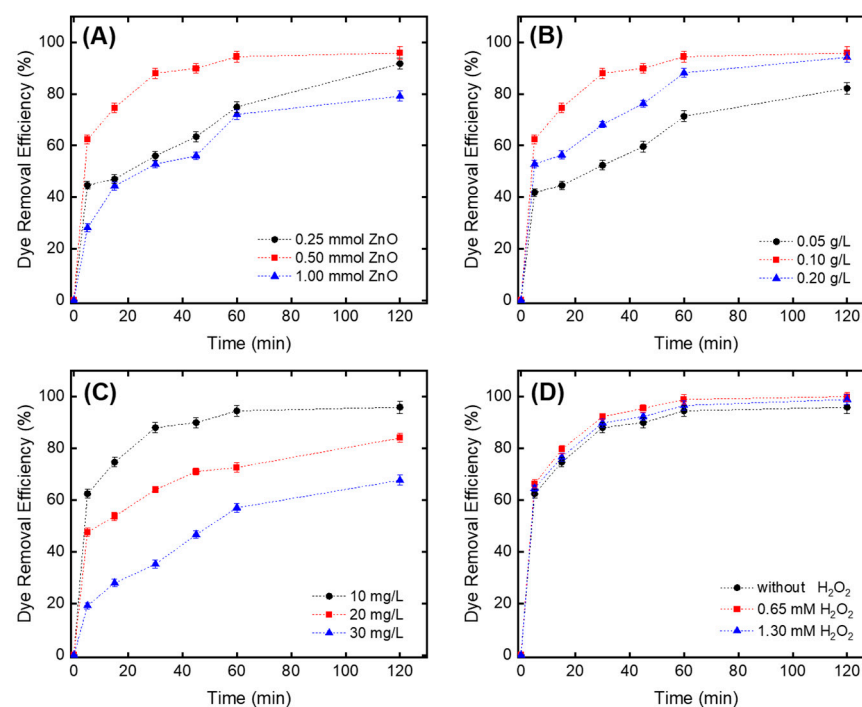 (A)
Dye Removal Efficiency (%)
100
80
60
40
20
0
0.25 mmol ZnO
0.50 mmol ZnO
1.00 mmol ZnO
0 20 40 60 80 100 120
Time (min)
(B)
Dye Removal Efficiency (%)
100
80
60
40
20
0
0.05 g/L
0.10 g/L
0.20 g/L
0 20 40 60 80 100 120
Time (min)
(C)
Dye Removal Efficiency (%)
100
80
60
40
20
0
10 mg/L
20 mg/L
30 mg/L
0 20 40 60 80 100 120
Time (min)
(D)
Dye Removal Efficiency (%)
100
80
60
40
20
0
without H₂O₂
0.65 mM H₂O₂
1.30 mM H₂O₂
0 20 40 60 80 100 120
Time (min)